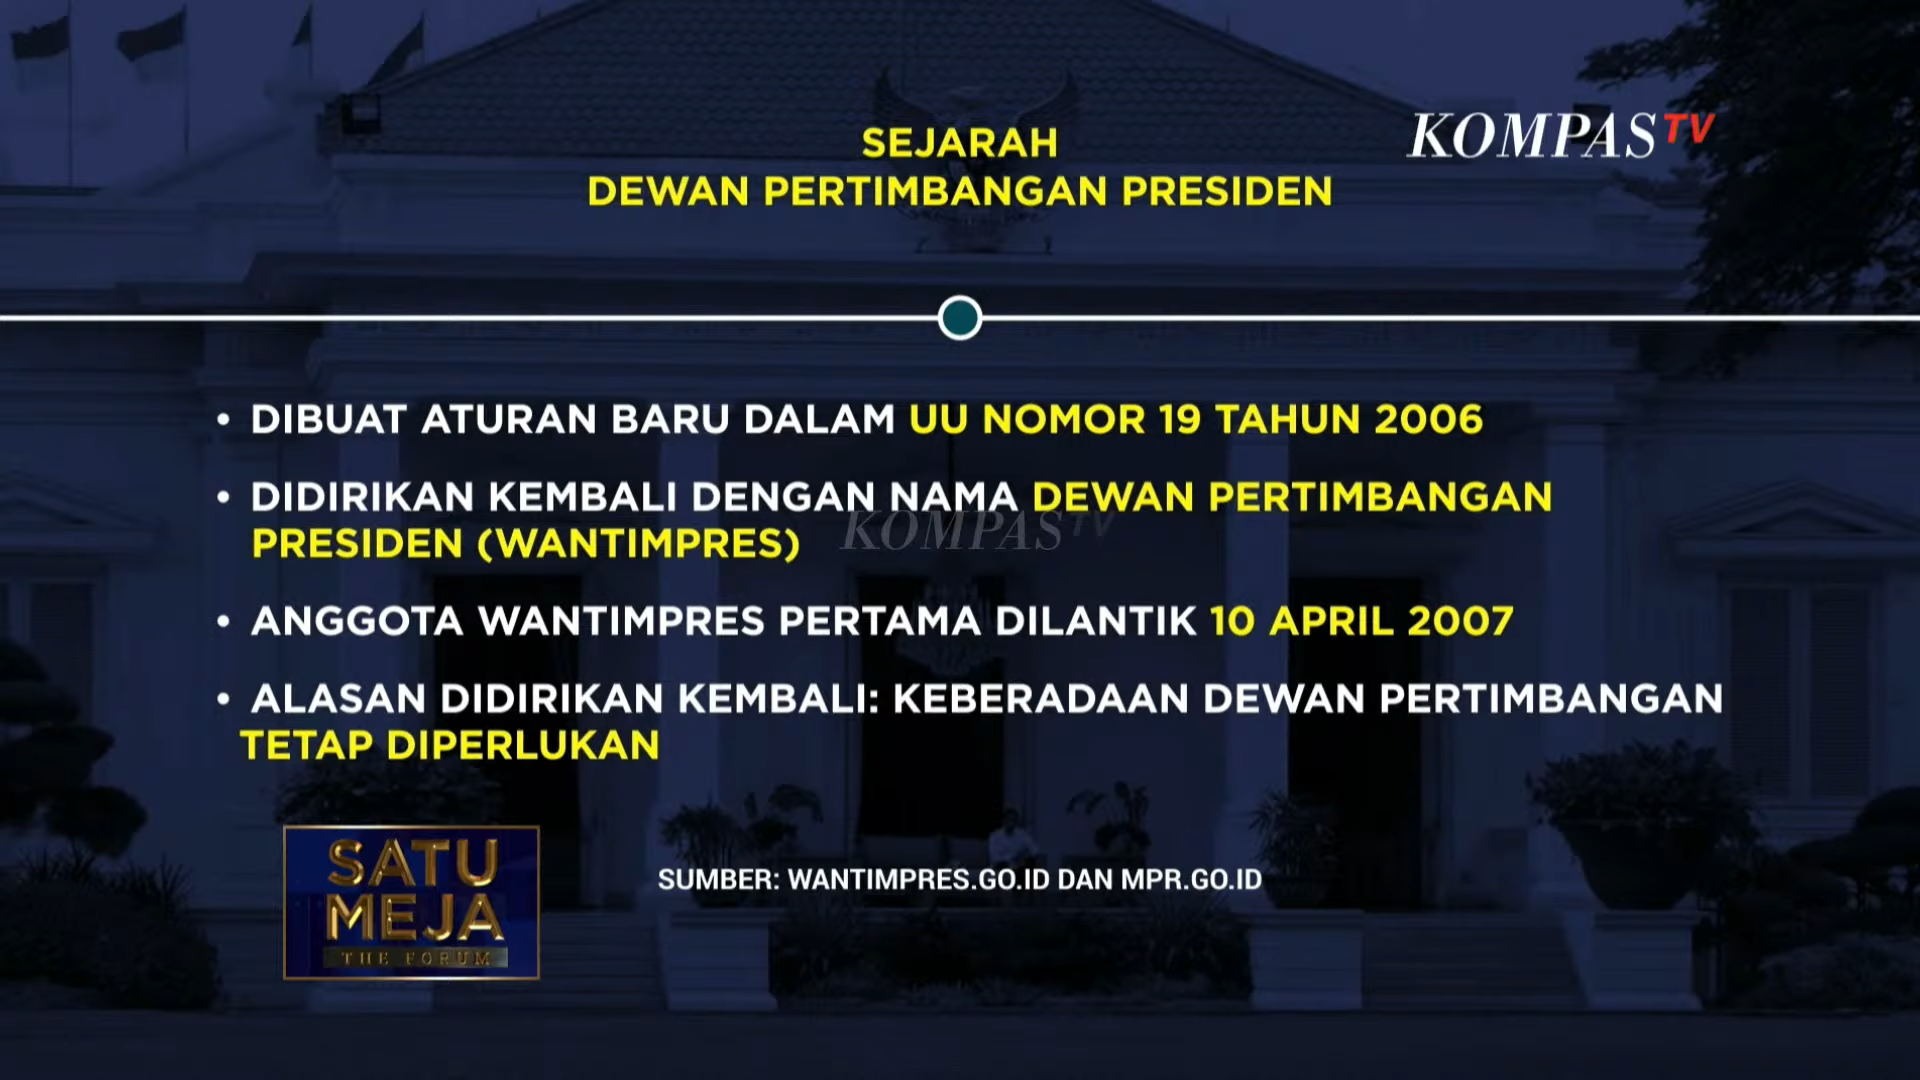 SEJARAH
DEWAN PERTIMBANGAN PRESIDEN
KOMPASTV
• DIBUAT ATURAN BARU DALAM UU NOMOR 19 TAHUN 2006
• DIDIRIKAN KEMBALI DENGAN NAMA DEWAN PERTIMBANGAN
PRESIDEN (WANTIMPRES)
KOMPASTV
• ANGGOTA WANTIMPRES PERTAMA DILANTIK 10 APRIL 2007
• ALASAN DIDIRIKAN KEMBALI: KEBERADAAN DEWAN PERTIMBANGAN
TETAP DIPERLUKAN
SATU
MEJA
THE FORUM
SUMBER: WANTIMPRES.GO.ID DAN MPR.GO.ID